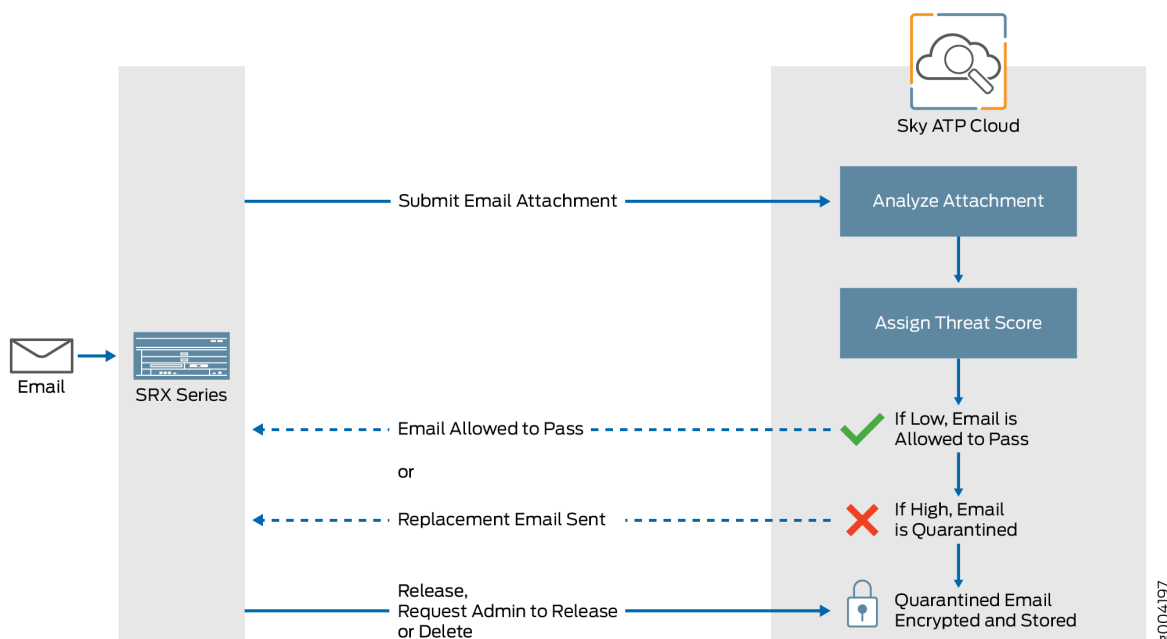 Sky ATP Cloud
Submit Email Attachment
Analyze Attachment
Assign Threat Score
Email
SRX Series
Email Allowed to Pass
If Low, Email is
Allowed to Pass
or
Replacement Email Sent
If High, Email
is Quarantined
Release,
Request Admin to Release
or Delete
Quarantined Email
Encrypted and Stored
g004197